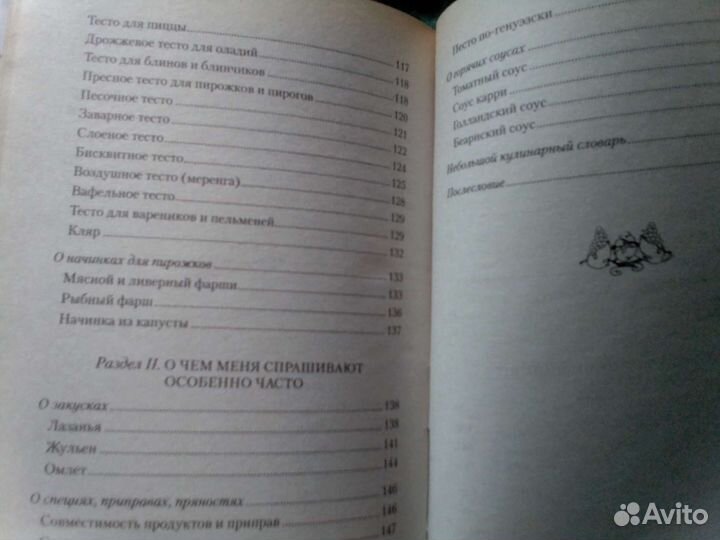 Тесто для пиццы 117
Дрожжевое тесто для оладий 118
Тесто для блинов и блинчиков 118
Пресное тесто для пирожков и пирогов 120
Песочное тесто 121
Заварное тесто 122
Слоеное тесто 124
Бисквитное тесто 125
Воздушное тесто (меренга) 128
Вафельное тесто 129
Тесто для вареников и пельменей 129
Кляр 132
О начинках для пирожков 133
Мясной и ливерный фарши 133
Рыбный фарш 136
Начинка из капусты 137
Раздел II. О ЧЕМ МЕНЯ СПРАШИВАЮТ
ОСОБЕННО ЧАСТО
О закусках 138
Лазанья 138
Жульен 141
Омлет 144
О специях, приправах, пряностях 146
Совместимость продуктов и приправ 146
147
Песто по-генуэзски
О горячих соусах
Томатный соус
Соус карри
Голландский соус
Беарнский соус
Небольшой кулинарный словарь
Послесловие
Avito